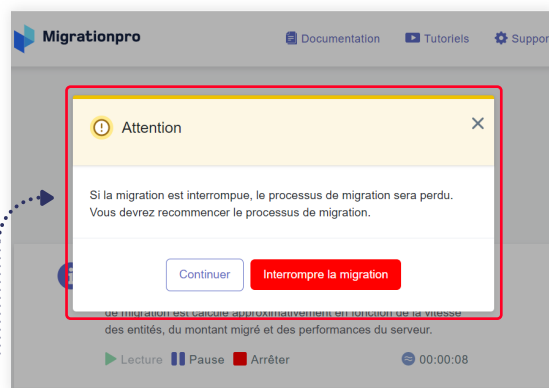 Migrationpro
Documentation
Tutoriels
Suppor
Attention
Si la migration est interrompue, le processus de migration sera perdu.
Vous devrez recommencer le processus de migration.
Continuer
Interrompre la migration
de migration est calculé approximativement en fonction de la vitesse
des entités, du montant migré et des performances du serveur.
Lecture
Pause
Arrêter
00:00:08